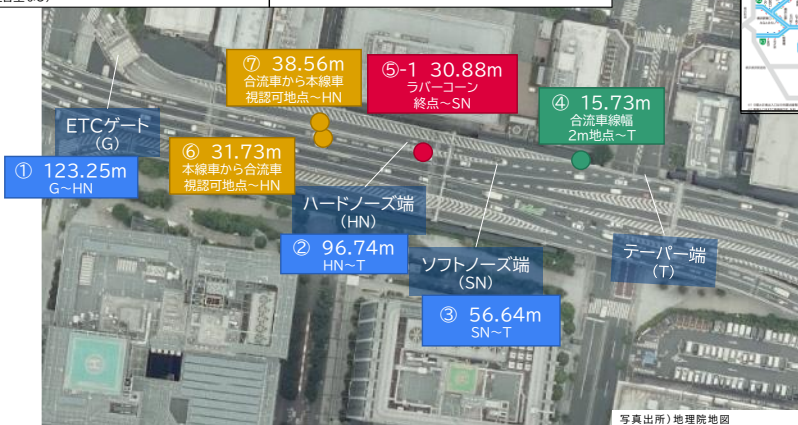 ⑦ 38.56m
合流車から本線車
視認可地点～HN
⑤-1 30.88m
ラバーコーン
終点～SN
④ 15.73m
合流車線幅
2m地点～T
ETCゲート
(G)
① 123.25m
G～HN
⑥ 31.73m
本線車から合流車
視認可地点～HN
ハードノーズ端
(HN)
② 96.74m
HN～T
ソフトノーズ端
(SN)
③ 56.64m
SN～T
テーパー端
(T)
写真出所)地理院地図